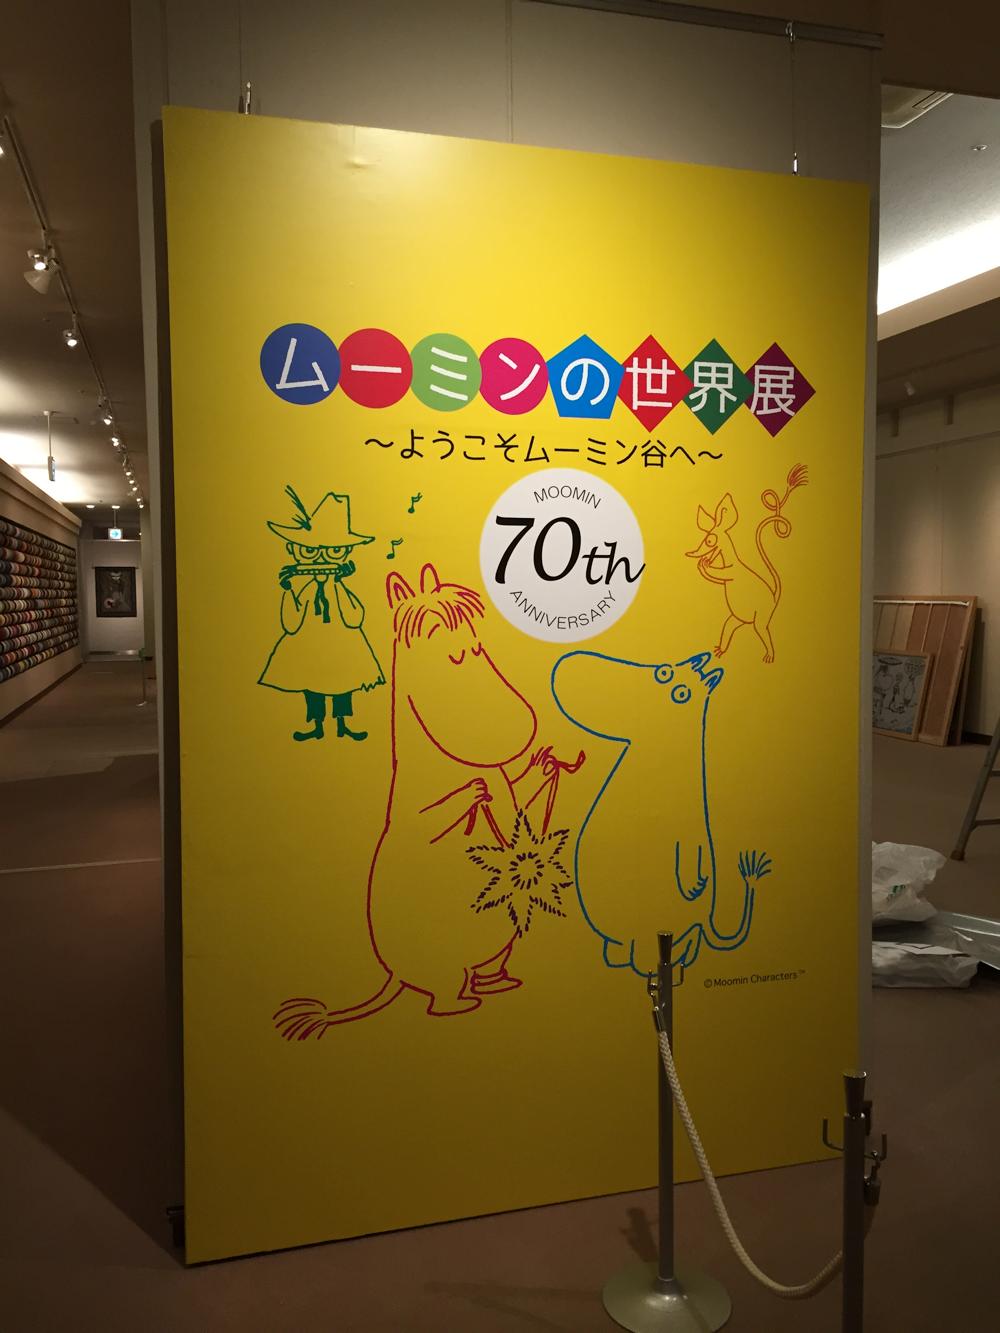 ムーミンの世界展
～ようこそムーミン谷へ～
MOOMIN
70th
ANNIVERSARY
©Moomin Characters™